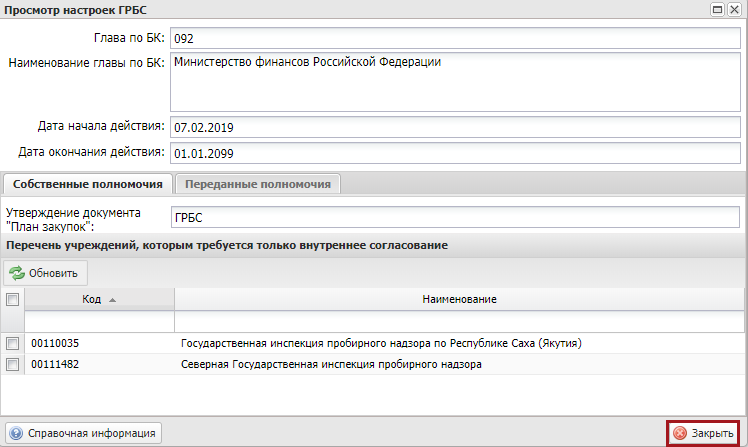 Просмотр настроек ГРБС
Глава по БК: 092
Наименование главы по БК: Министерство финансов Российской Федерации
Дата начала действия: 07.02.2019
Дата окончания действия: 01.01.2099
Собственные полномочия Переданные полномочия
Утверждение документа
"План закупок": ГРБС
Перечень учреждений, которым требуется только внутреннее согласование
Обновить
Код Наименование
00110035 Государственная инспекция пробирного надзора по Республике Саха (Якутия)
00111482 Северная Государственная инспекция пробирного надзора
Справочная информация Закрыть